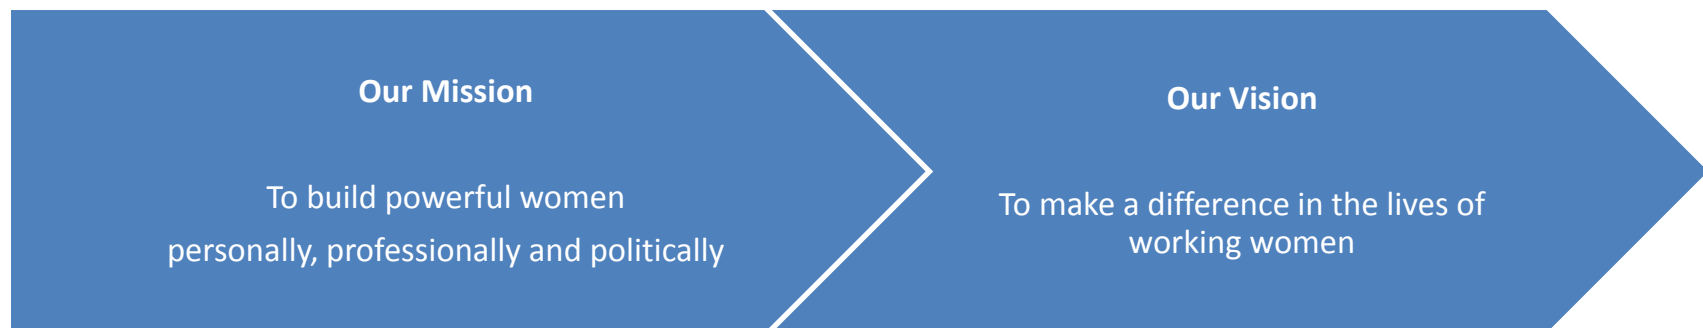 Our Mission
To build powerful women
personally, professionally and politically
Our Vision
To make a difference in the lives of
working women